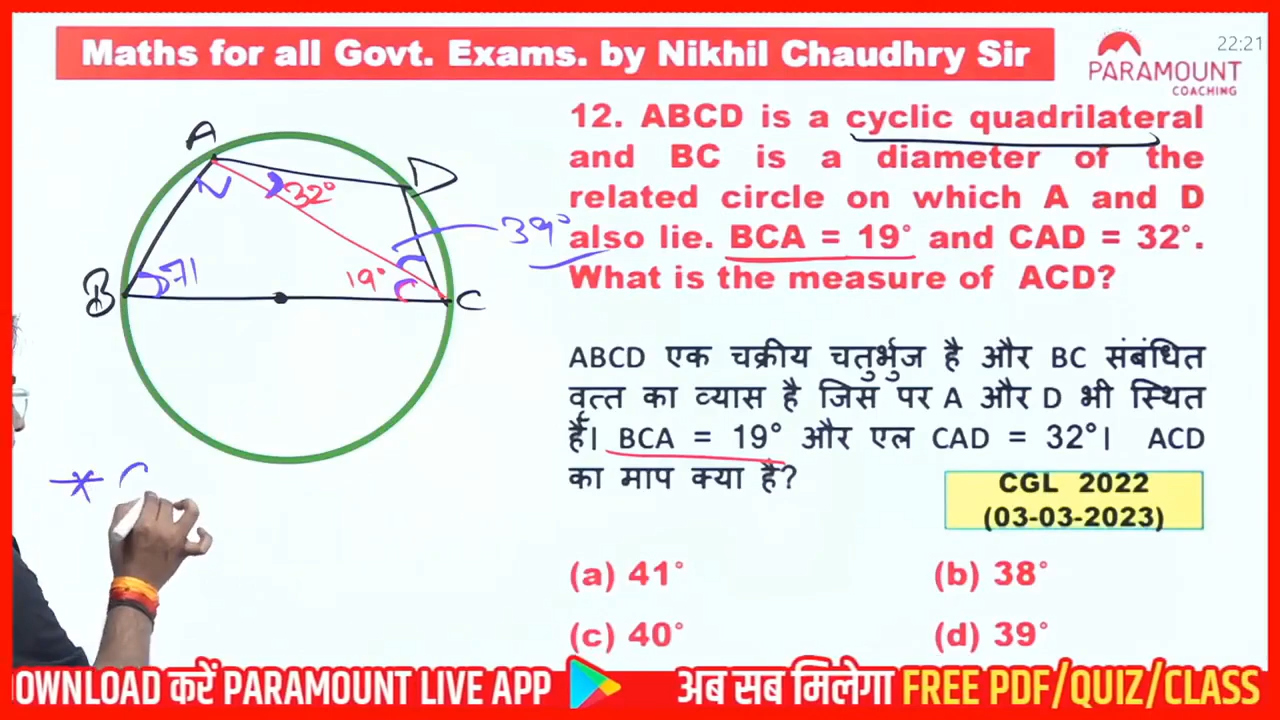 Maths for all Govt. Exams. by Nikhil Chaudhry Sir
22:21
PARAMOUNT
COACHING
12. ABCD is a cyclic quadrilateral
and BC is a diameter of the
related circle on which A and D
also lie. BCA = 19° and CAD = 32°.
What is the measure of ACD?
A
D
32°
39°
B
71
19°
C
ABCD एक चक्रीय चतुर्भुज है और BC संबंधित
वृत्त का व्यास है जिस पर A और D भी स्थित
हैं। BCA = 19° और एल CAD = 32°। ACD
का माप क्या है?
CGL 2022
(03-03-2023)
(a) 41°
(b) 38°
(c) 40°
(d) 39°
OWNLOAD करें PARAMOUNT LIVE APP
अब सब मिलेगा FREE PDF/QUIZ/CLASS